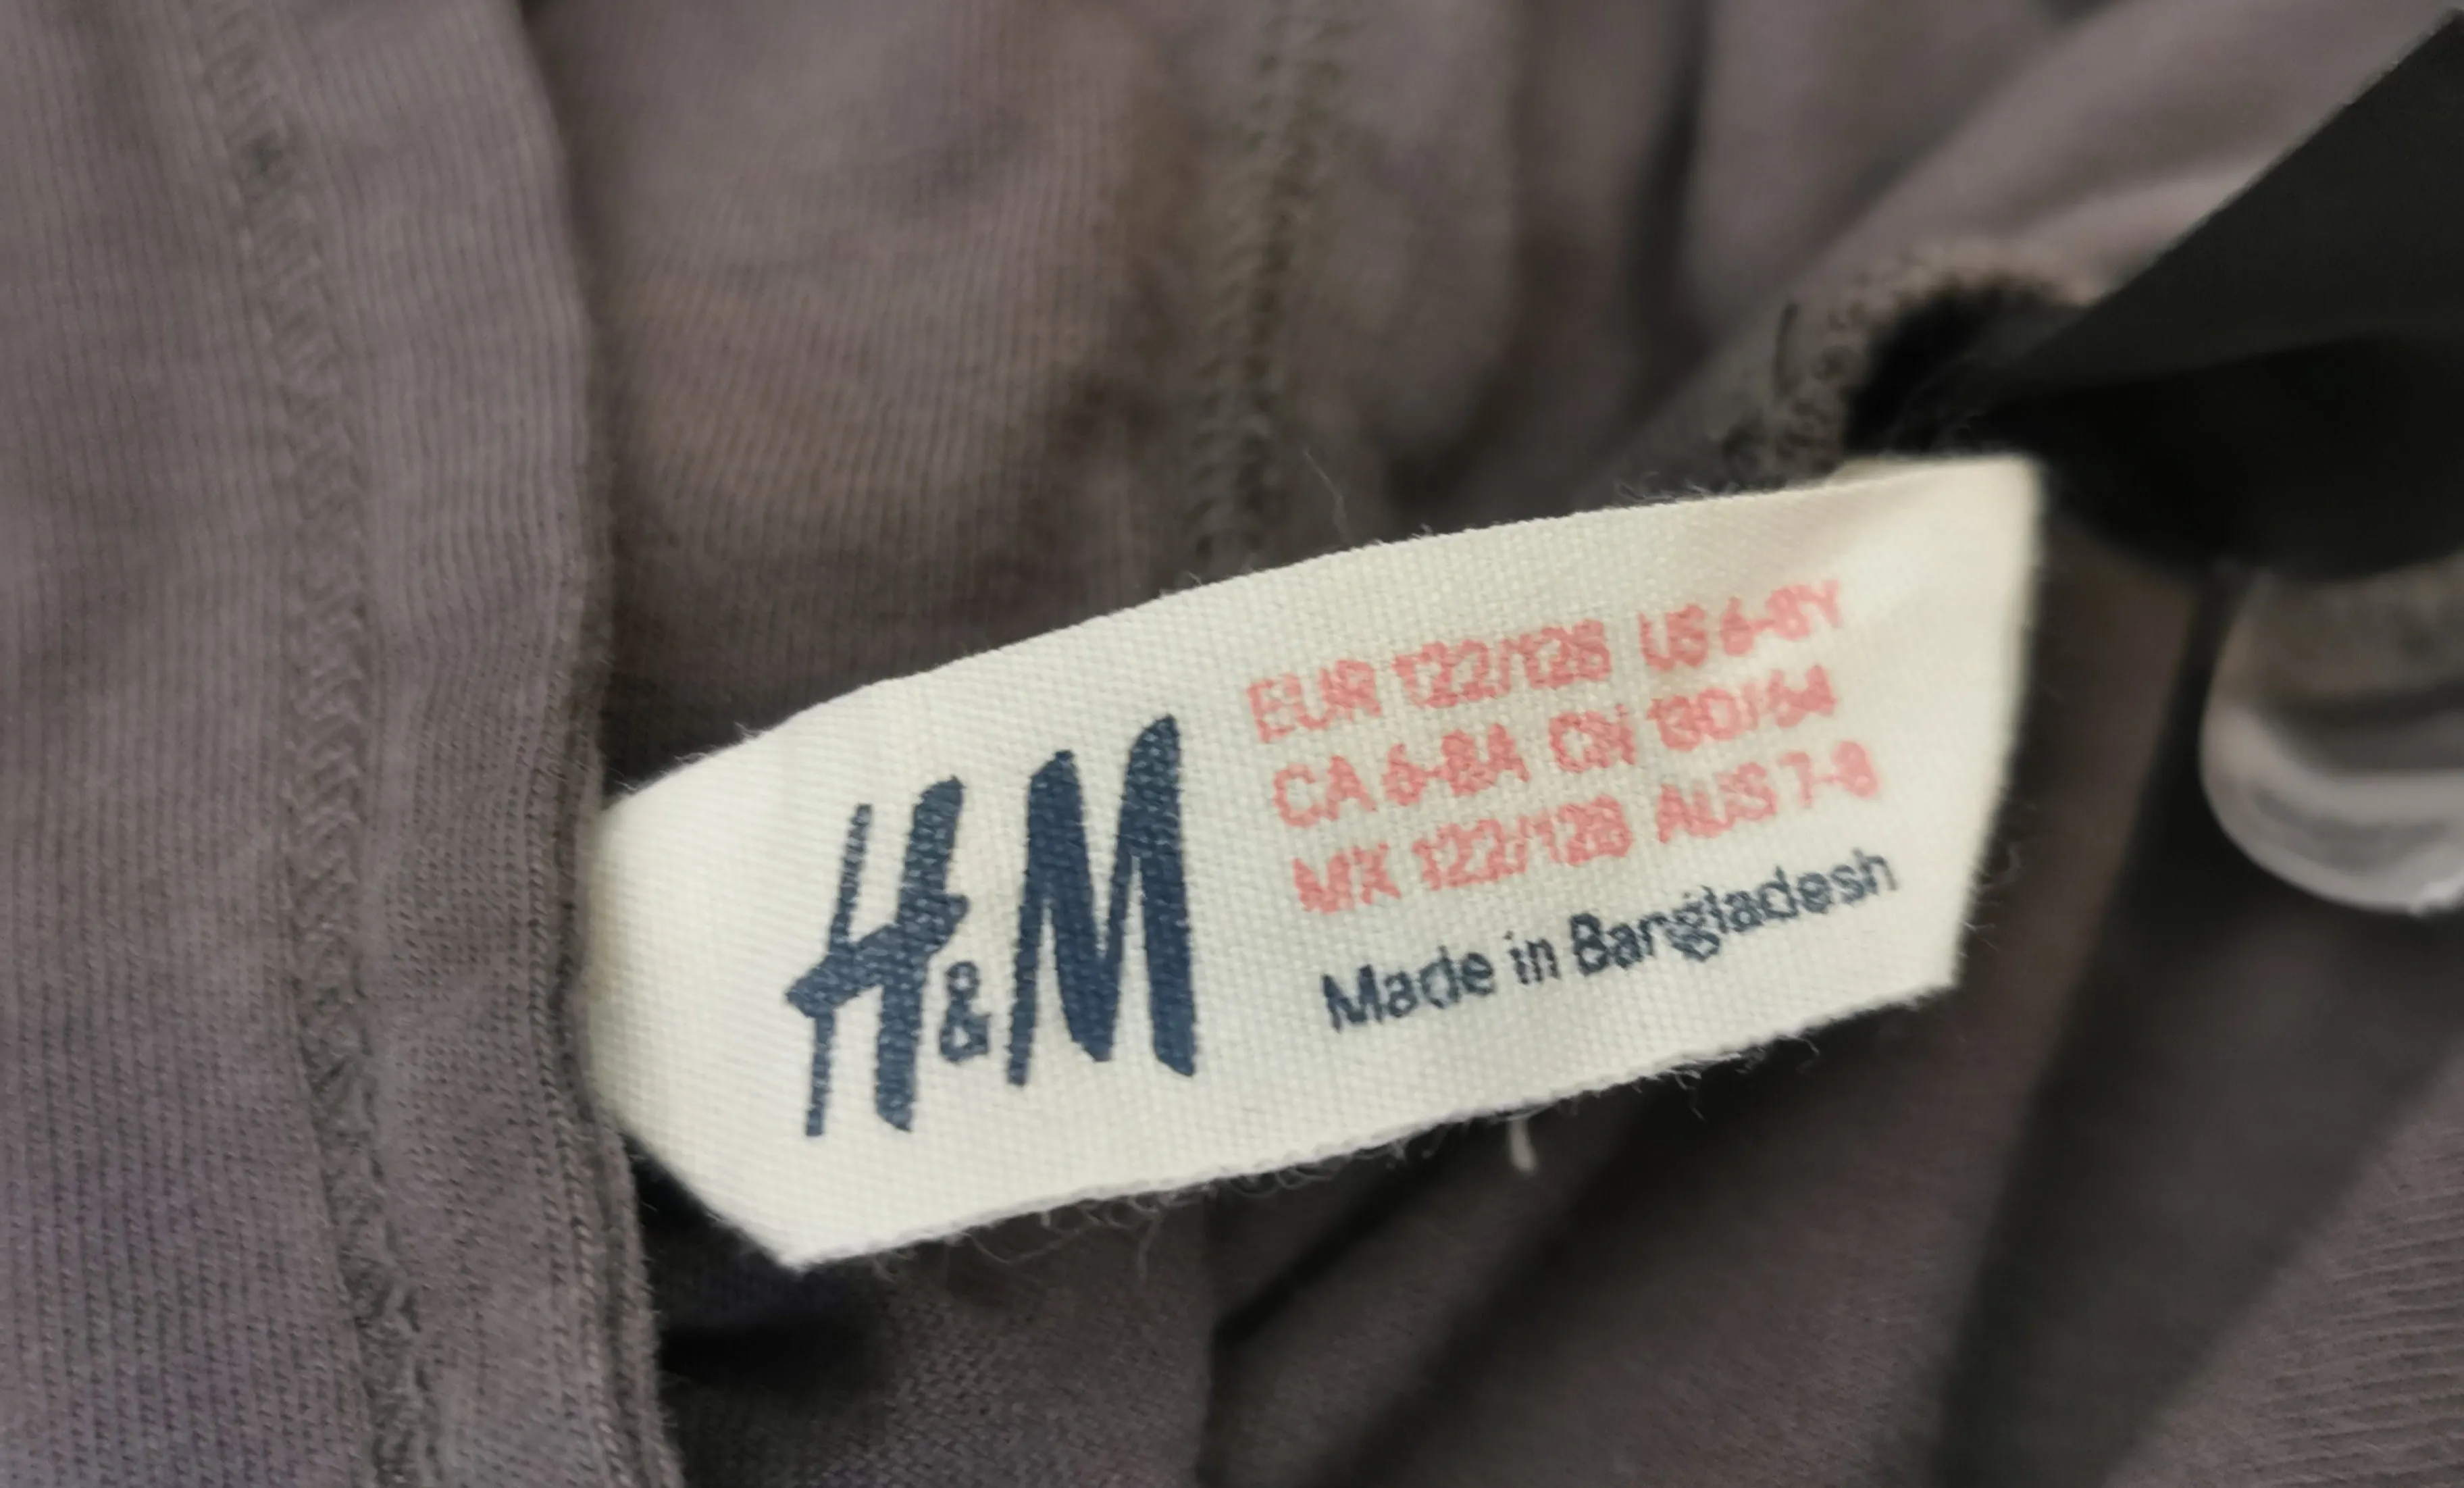 H&M
EUR 122/128 US 6-8Y
CA 6-8A CN 130/64
MX 122/128 AUS 7-8
Made in Bangladesh